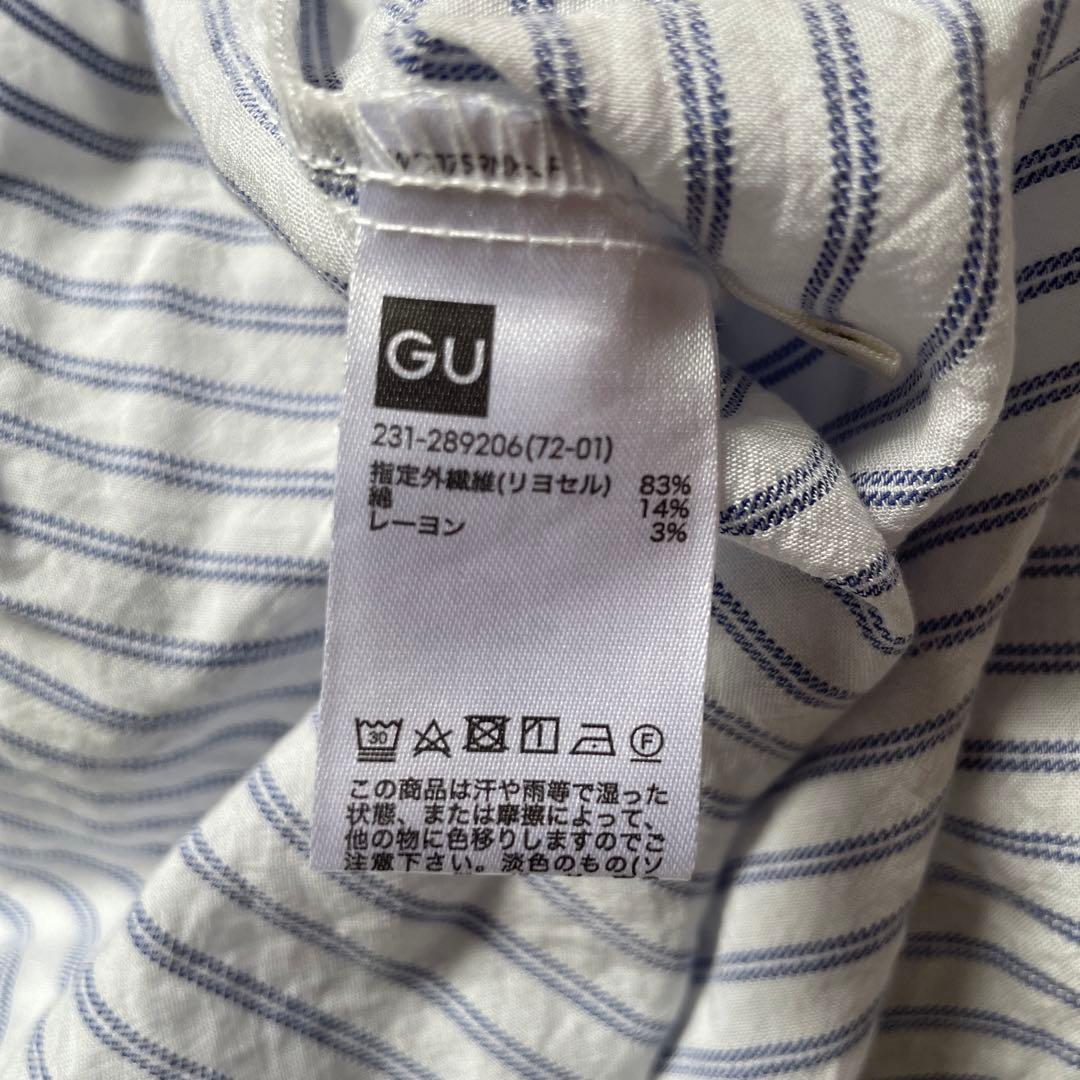 GU
231-289206(72-01)
指定外繊維(リヨセル) 83%
綿 14%
レーヨン 3%
30
F
この商品は汗や雨等で湿った
状態、または摩擦によって、
他の物に色移りしますのでご
注意下さい。淡色のもの(ソ